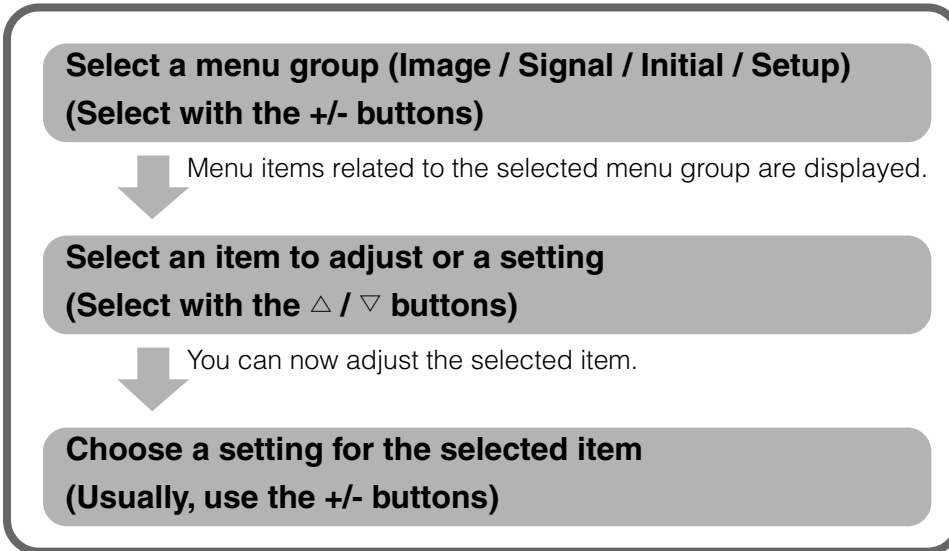 Select a menu group (Image / Signal / Initial / Setup)
(Select with the +/- buttons)
Menu items related to the selected menu group are displayed.
Select an item to adjust or a setting
(Select with the △ / ▽ buttons)
You can now adjust the selected item.
Choose a setting for the selected item
(Usually, use the +/- buttons)